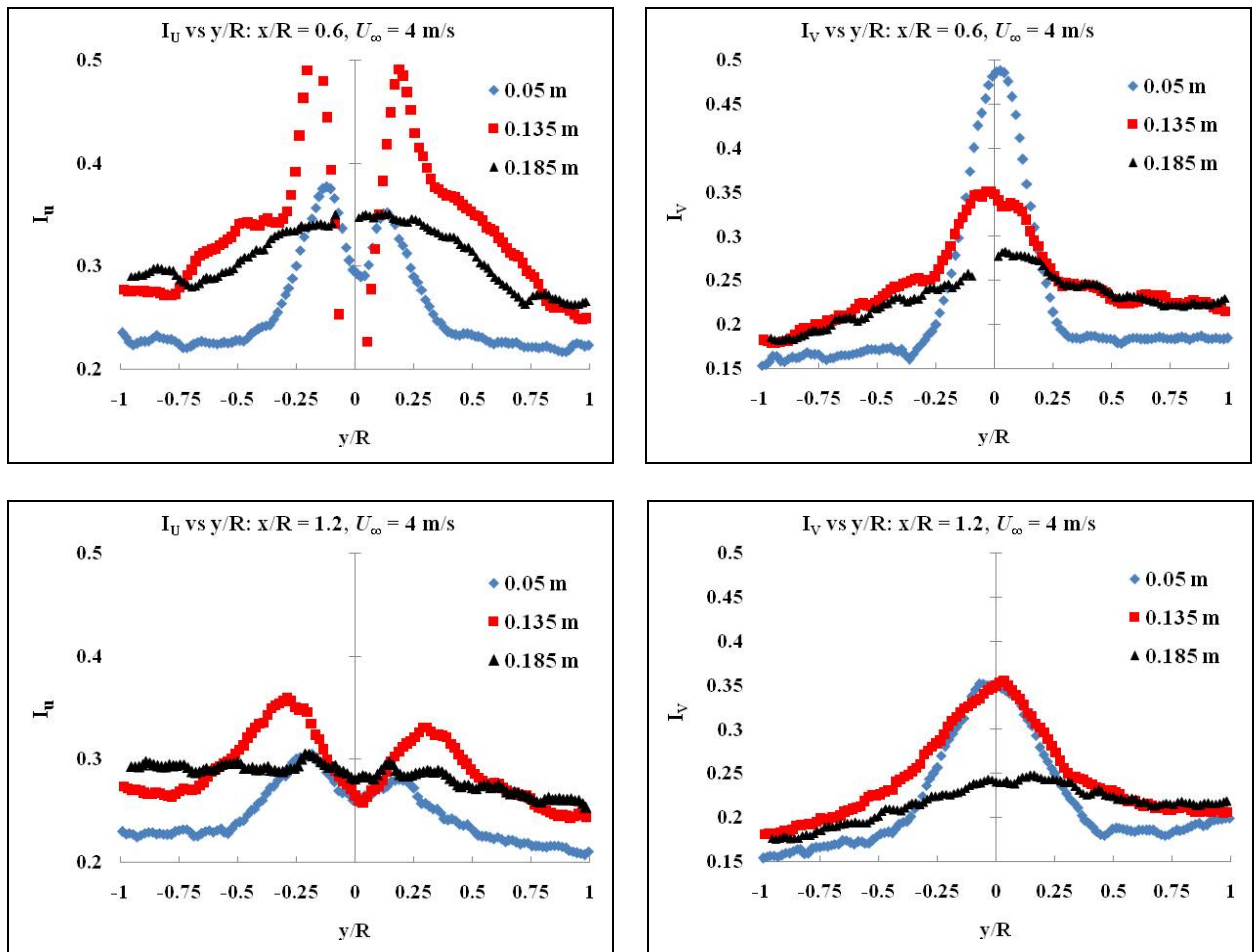 I_U vs y/R: x/R = 0.6, U_∞ = 4 m/s
0.5
0.4
0.3
0.2
I_u
-1 -0.75 -0.5 -0.25 0 0.25 0.5 0.75 1
y/R
0.05 m
0.135 m
0.185 m
I_V vs y/R: x/R = 0.6, U_∞ = 4 m/s
0.5
0.45
0.4
0.35
0.3
0.25
0.2
0.15
I_V
-1 -0.75 -0.5 -0.25 0 0.25 0.5 0.75 1
y/R
0.05 m
0.135 m
0.185 m
I_U vs y/R: x/R = 1.2, U_∞ = 4 m/s
0.5
0.4
0.3
0.2
I_u
-1 -0.75 -0.5 -0.25 0 0.25 0.5 0.75 1
y/R
0.05 m
0.135 m
0.185 m
I_V vs y/R: x/R = 1.2, U_∞ = 4 m/s
0.5
0.45
0.4
0.35
0.3
0.25
0.2
0.15
I_V
-1 -0.75 -0.5 -0.25 0 0.25 0.5 0.75 1
y/R
0.05 m
0.135 m
0.185 m